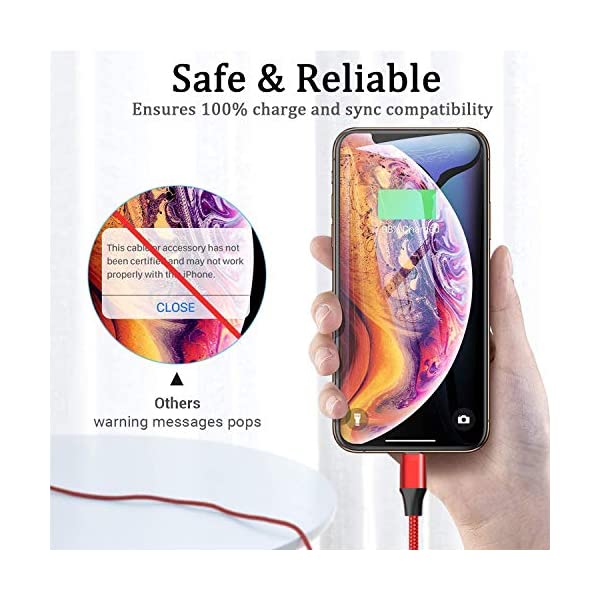 Safe & Reliable
Ensures 100% charge and sync compatibility
This cable or accessory has not
been certified and may not work
properly with this iPhone.
CLOSE
Others
warning messages pops
Charged